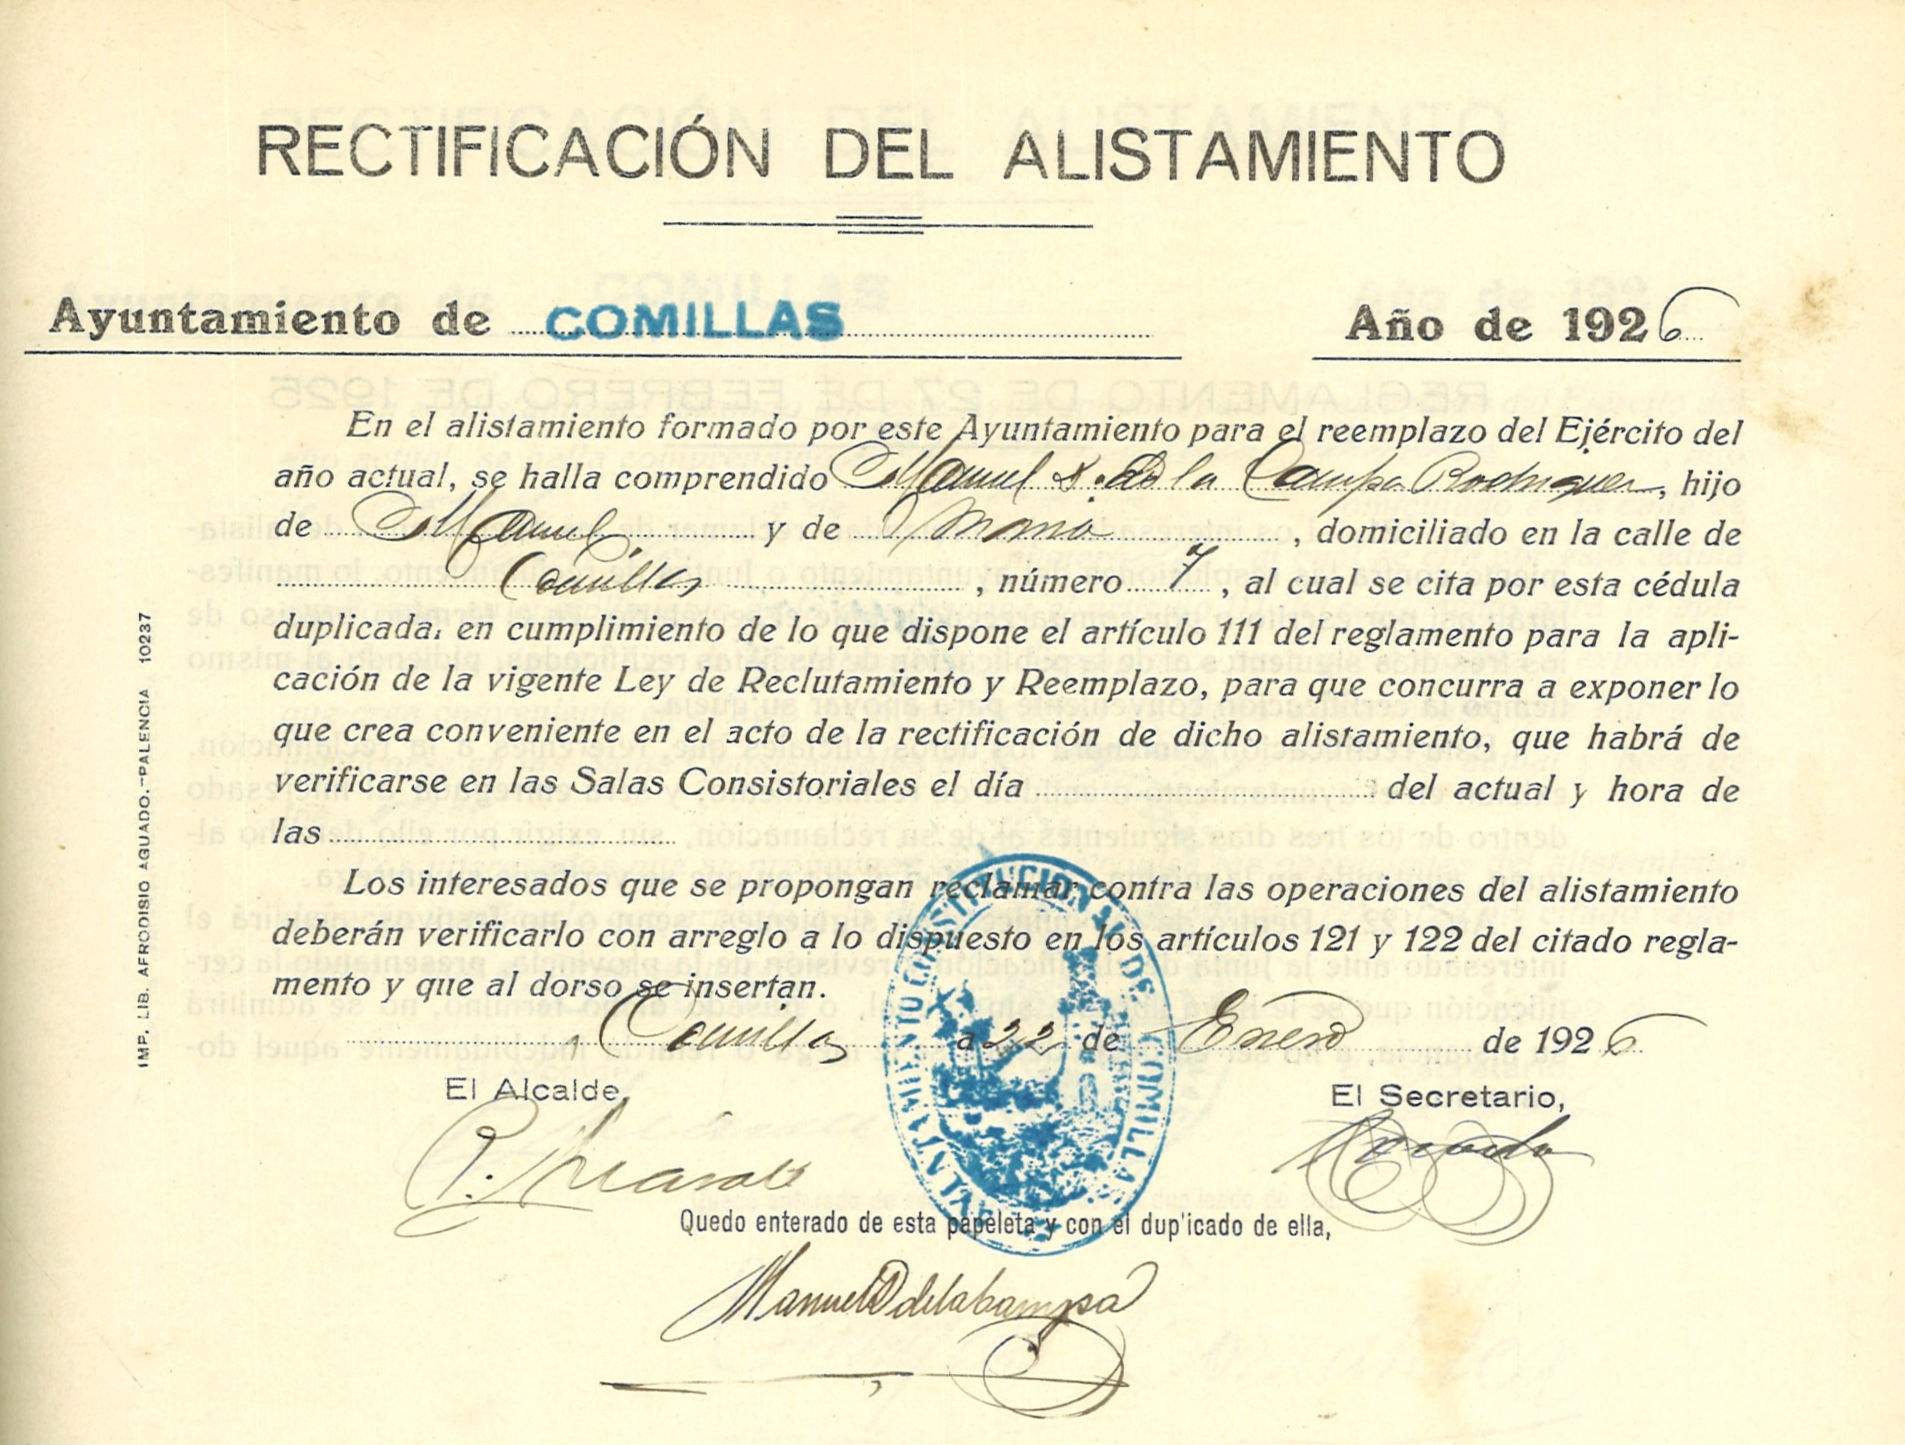 RECTIFICACIÓN DEL ALISTAMIENTO
Ayuntamiento de COMILLAS Año de 1926
En el alistamiento formado por este Ayuntamiento para el reemplazo del Ejército del
año actual, se halla comprendido Manuel S. de la Campa Rodriguez, hijo
de Manuel y de Maria, domiciliado en la calle de
Comillas, número 7, al cual se cita por esta cédula
duplicada, en cumplimiento de lo que dispone el artículo 111 del reglamento para la apli-
cación de la vigente Ley de Reclutamiento y Reemplazo, para que concurra a exponer lo
que crea conveniente en el acto de la rectificación de dicho alistamiento, que habrá de
verificarse en las Salas Consistoriales el día del actual y hora de
las
Los interesados que se propongan reclamar contra las operaciones del alistamiento
deberán verificarlo con arreglo a lo dispuesto en los artículos 121 y 122 del citado regla-
mento y que al dorso se insertan.
Comillas a 22 de Enero de 1926
El Alcalde, El Secretario,
AYUNTAMIENTO CONSTITUCIONAL DE COMILLAS
Quedo enterado de esta papeleta y con el duplicado de ella,
Manuel S de la Campa
IMP. LIB. AFRODISIO AGUADO.-PALENCIA 10237